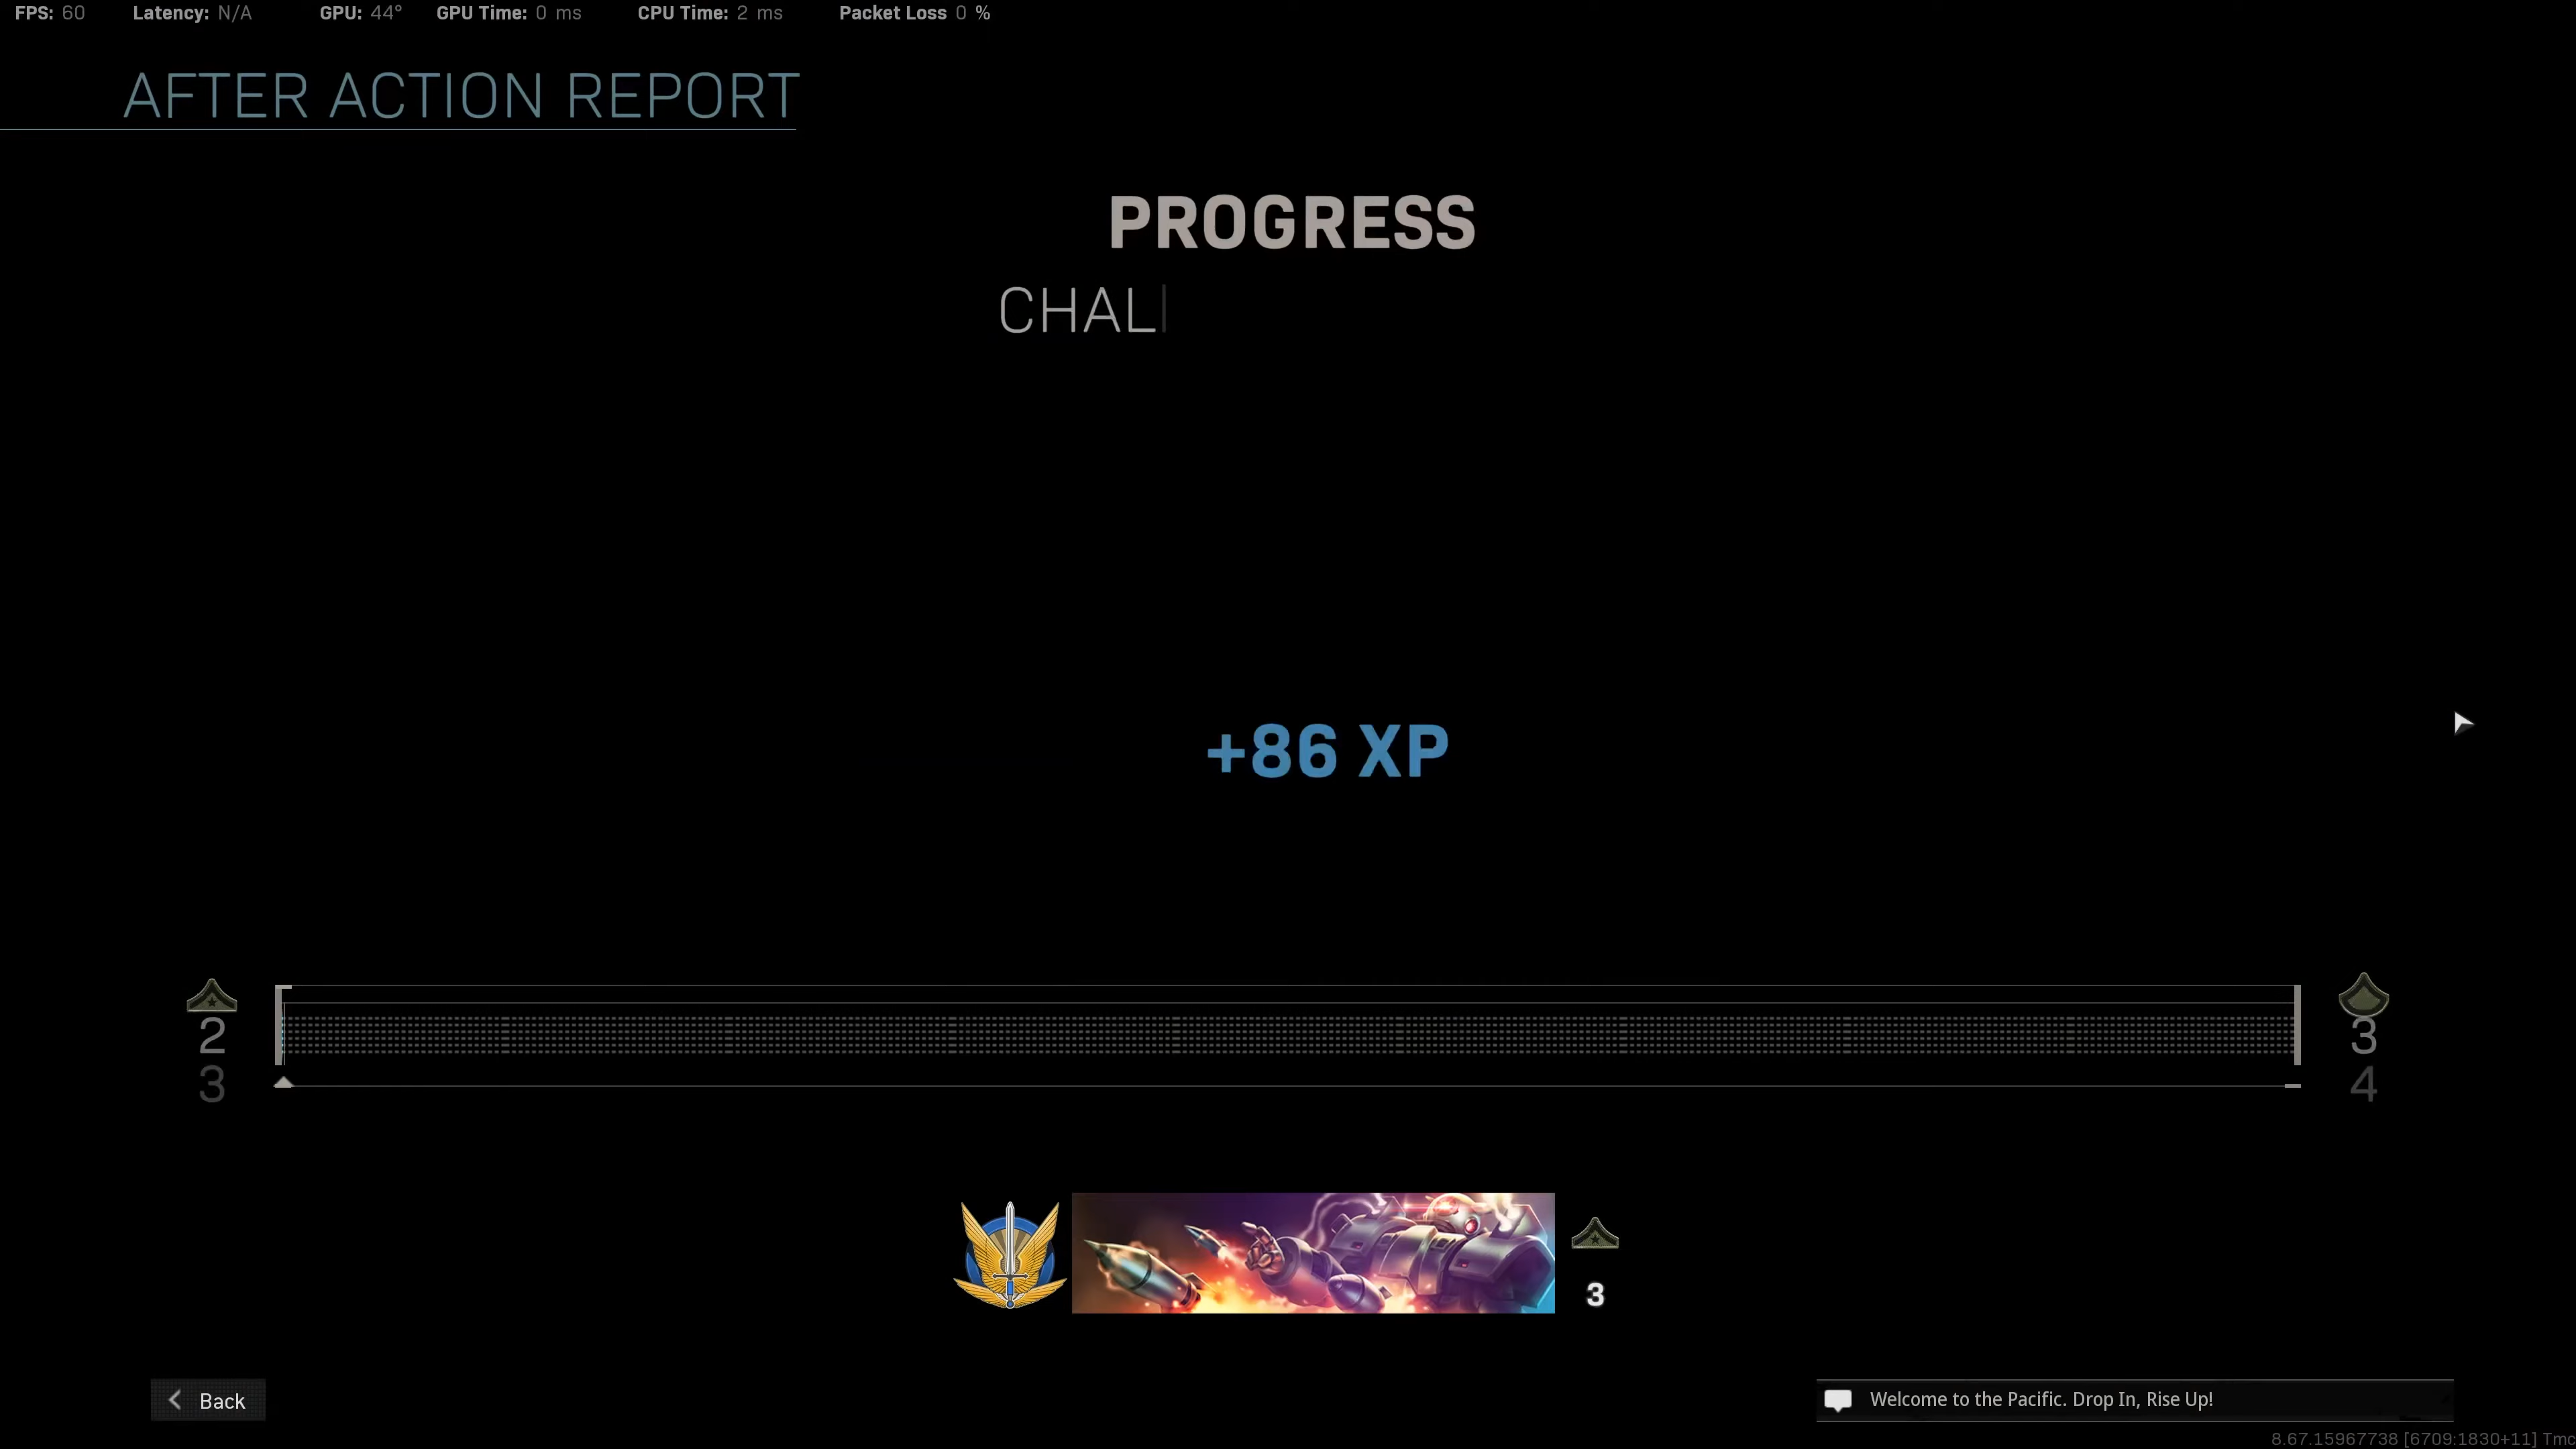 FPS: 60 Latency: N/A GPU: 44° GPU Time: 0 ms CPU Time: 2 ms Packet Loss 0 %
AFTER ACTION REPORT
PROGRESS
CHAL
+86 XP
2
3
3
4
3
Back
Welcome to the Pacific. Drop In, Rise Up!
8.67.15967738 [6709:1830+11] Tmc